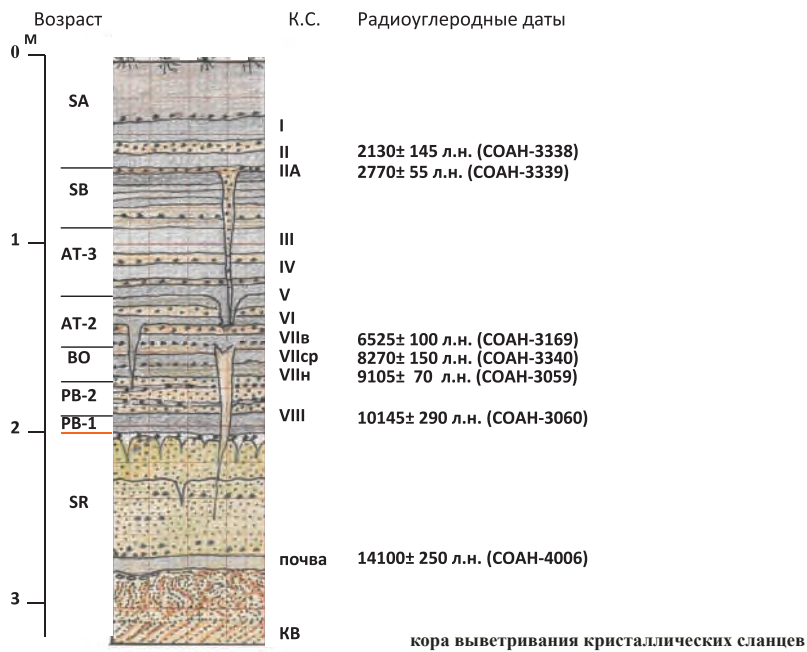 Возраст К.С. Радиоуглеродные даты
0 м
SA
I
II 2130± 145 л.н. (СОАН-3338)
IIA 2770± 55 л.н. (СОАН-3339)
SB
1 III
AT-3
IV
V
AT-2 VI
VIIв 6525± 100 л.н. (СОАН-3169)
BO VIIср 8270± 150 л.н. (СОАН-3340)
VIIн 9105± 70 л.н. (СОАН-3059)
PB-2
VIII 10145± 290 л.н. (СОАН-3060)
PB-1
2
SR
почва 14100± 250 л.н. (СОАН-4006)
3
КВ кора выветривания кристаллических сланцев